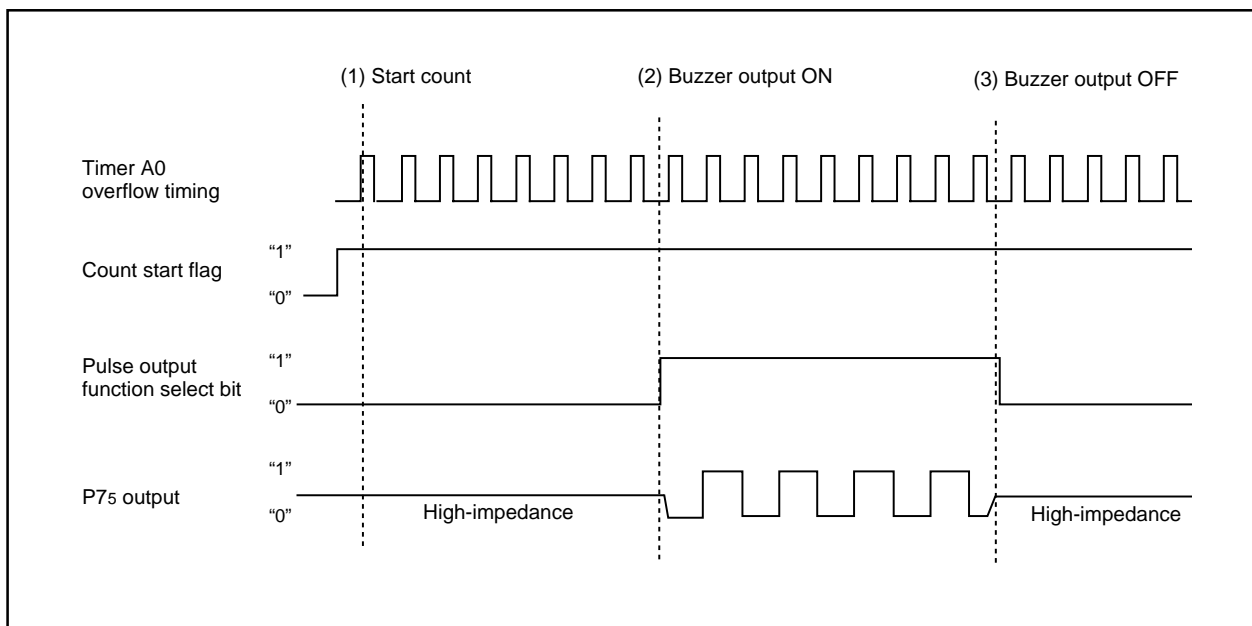 (1) Start count
(2) Buzzer output ON
(3) Buzzer output OFF
Timer A0
overflow timing
Count start flag
“1”
“0”
Pulse output
function select bit
“1”
“0”
P75 output
“1”
“0”
High-impedance
High-impedance